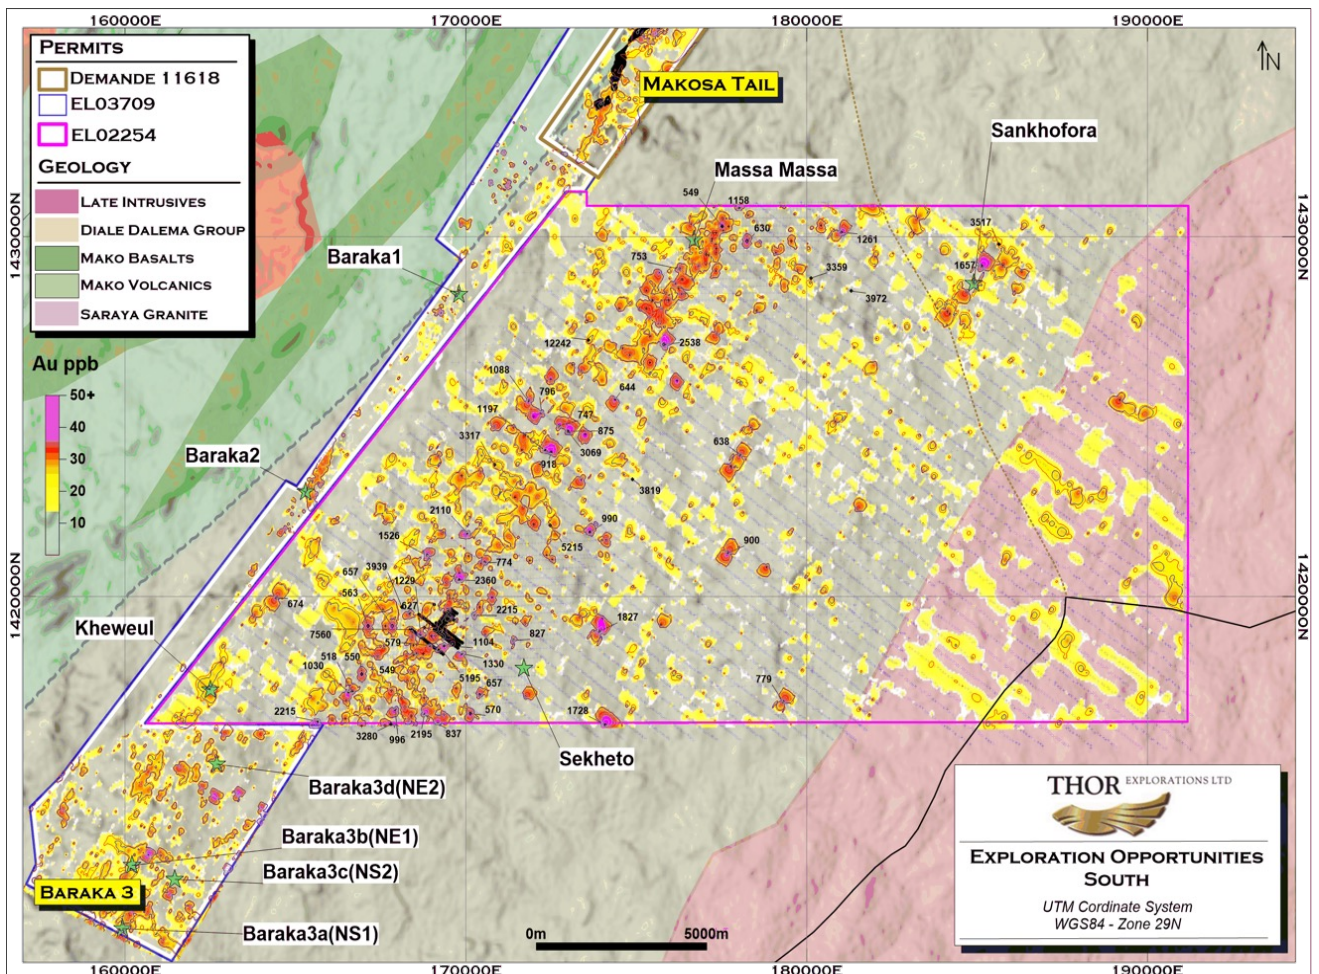 160000E
170000E
180000E
190000E
PERMITS
DEMANDE 11618
EL03709
EL02254
GEOLOGY
LATE INTRUSIVES
DIALE DALEMA GROUP
MAKO BASALTS
MAKO VOLCANICS
SARAYA GRANITE
Au ppb
50+
40
30
20
10
N
MAKOSA TAIL
Sankhofora
Massa Massa
549
1158
630
1261
3517
1657
753
3359
3972
1430000N
1430000N
Baraka1
12242
2538
1088
644
796
1197
747
875
3317
3069
918
638
Baraka2
3819
2110
990
1526
5215
900
774
657
3939
1229
2360
563
674
627
2215
1420000N
1420000N
Kheweul
7560
579
1104
827
1827
518
550
1330
1030
549
5195
657
779
2215
570
1728
3280
996
2195
837
Sekheto
Baraka3d(NE2)
Baraka3b(NE1)
Baraka3c(NS2)
BARAKA 3
Baraka3a(NS1)
0m
5000m
THOR EXPLORATIONS LTD
EXPLORATION OPPORTUNITIES
SOUTH
UTM Cordinate System
WGS84 - Zone 29N
160000E
170000E
180000E
190000E